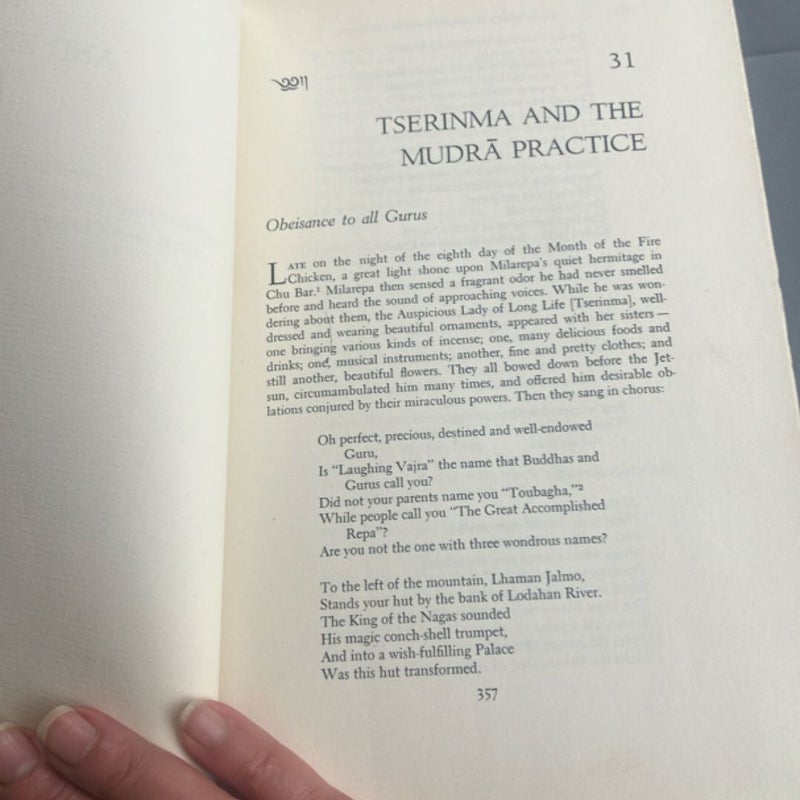 31
TSERINMA AND THE
MUDRĀ PRACTICE
Obeisance to all Gurus
LATE on the night of the eighth day of the Month of the Fire
Chicken, a great light shone upon Milarepa's quiet hermitage in
Chu Bar.¹ Milarepa then sensed a fragrant odor he had never smelled
before and heard the sound of approaching voices. While he was won-
dering about them, the Auspicious Lady of Long Life [Tserinma], well-
dressed and wearing beautiful ornaments, appeared with her sisters —
one bringing various kinds of incense; one, many delicious foods and
drinks; one, musical instruments; another, fine and pretty clothes; and
still another, beautiful flowers. They all bowed down before the Jet-
sun, circumambulated him many times, and offered him desirable ob-
lations conjured by their miraculous powers. Then they sang in chorus:
Oh perfect, precious, destined and well-endowed
Guru,
Is "Laughing Vajra" the name that Buddhas and
Gurus call you?
Did not your parents name you "Toubagha,"²
While people call you "The Great Accomplished
Repa"?
Are you not the one with three wondrous names?
To the left of the mountain, Lhaman Jalmo,
Stands your hut by the bank of Lodahan River.
The King of the Nagas sounded
His magic conch-shell trumpet,
And into a wish-fulfilling Palace
Was this hut transformed.
357